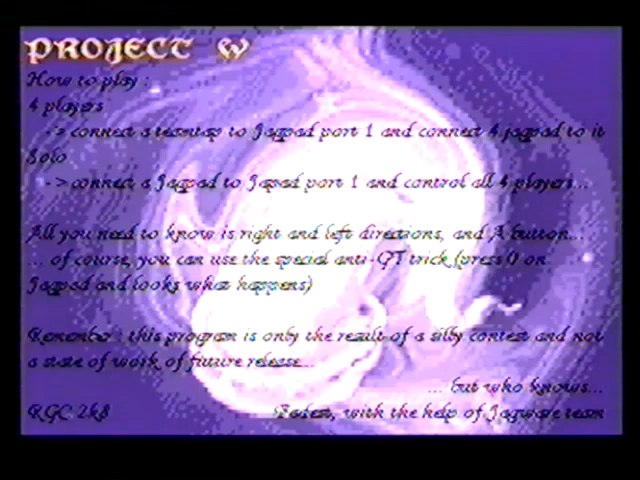 PROJECT W
How to play :
4 players
-> connect a teamtap to Jagpad port 1 and connect 4 jagpad to it
Solo
-> connect a Jagpad to Japad port 1 and control all 4 players...
All you need to know is right and left directions, and A button...
... of course, you can use the special anti-GT trick (press 0 on
Jagpad and looks what happens)
Remember : this program is only the result of a silly contest and not
a state of work of future release...
... but who knows...
RGC 2k8
with the help of Jagware team